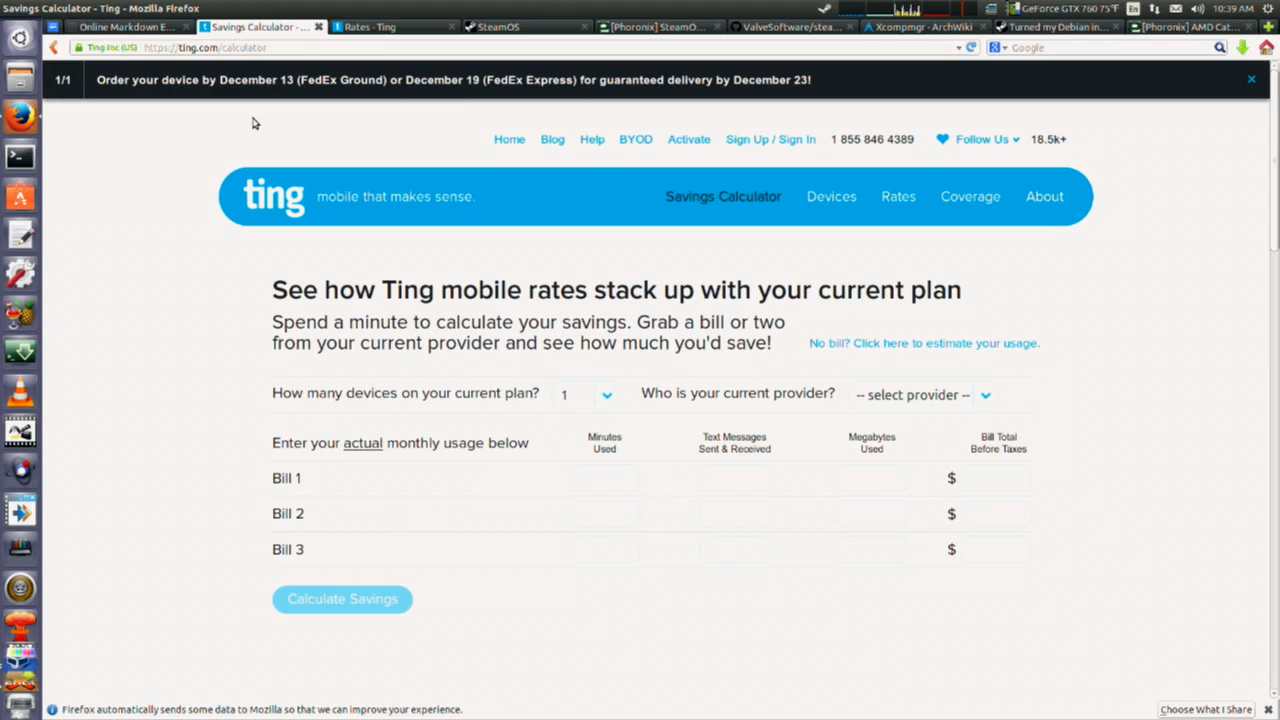 Savings Calculator - Ting - Mozilla Firefox
GeForce GTX 760 75°F En 10:39 AM
Online Markdown E...
Savings Calculator - ...
Rates - Ting
SteamOS
[Phoronix] SteamO...
ValveSoftware/stea...
Xcompmgr - ArchWiki
Turned my Debian in...
[Phoronix] AMD Cat...
Ting Inc (US) https://ting.com/calculator
Google
1/1 Order your device by December 13 (FedEx Ground) or December 19 (FedEx Express) for guaranteed delivery by December 23!
Home Blog Help BYOD Activate Sign Up / Sign In 1 855 846 4389 Follow Us 18.5k+
ting mobile that makes sense. Savings Calculator Devices Rates Coverage About
See how Ting mobile rates stack up with your current plan
Spend a minute to calculate your savings. Grab a bill or two
from your current provider and see how much you'd save! No bill? Click here to estimate your usage.
How many devices on your current plan? 1 Who is your current provider? -- select provider --
Enter your actual monthly usage below
Minutes
Used
Text Messages
Sent & Received
Megabytes
Used
Bill Total
Before Taxes
Bill 1 $
Bill 2 $
Bill 3 $
Calculate Savings
Firefox automatically sends some data to Mozilla so that we can improve your experience. Choose What I Share